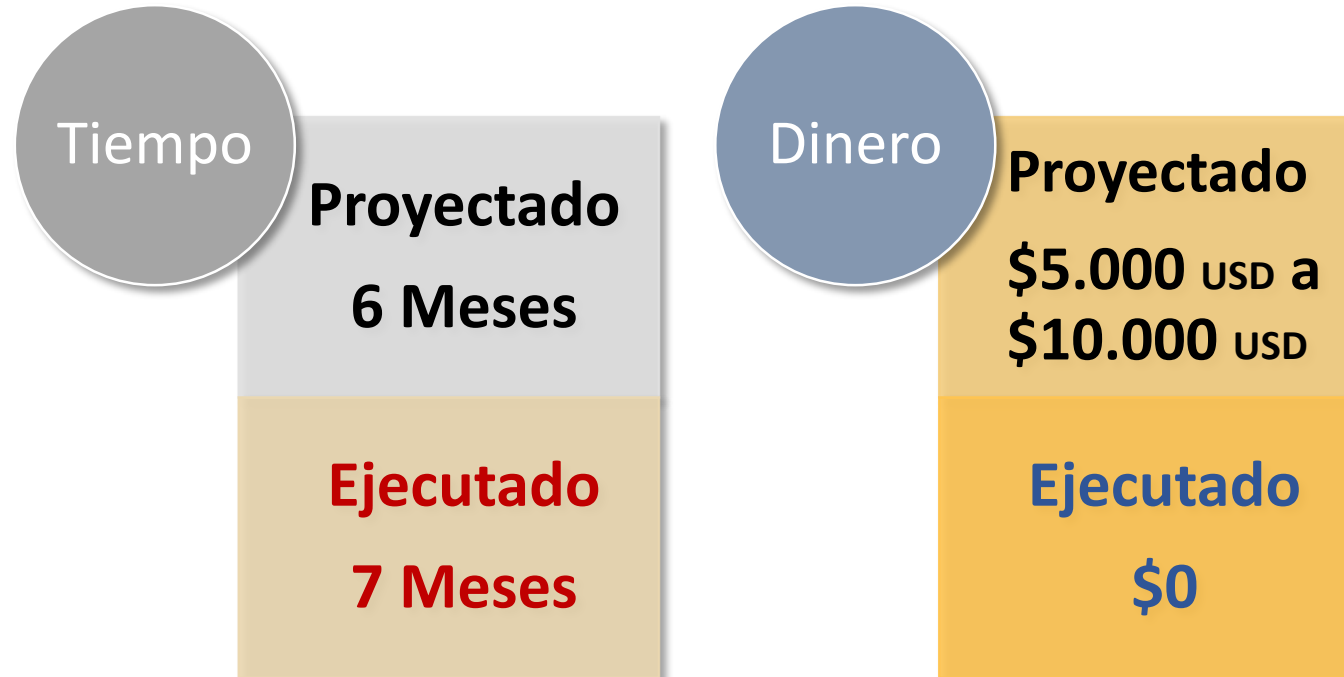 Tiempo
Proyectado
6 Meses
Ejecutado
7 Meses
Dinero
Proyectado
$5.000 USD a
$10.000 USD
Ejecutado
$0